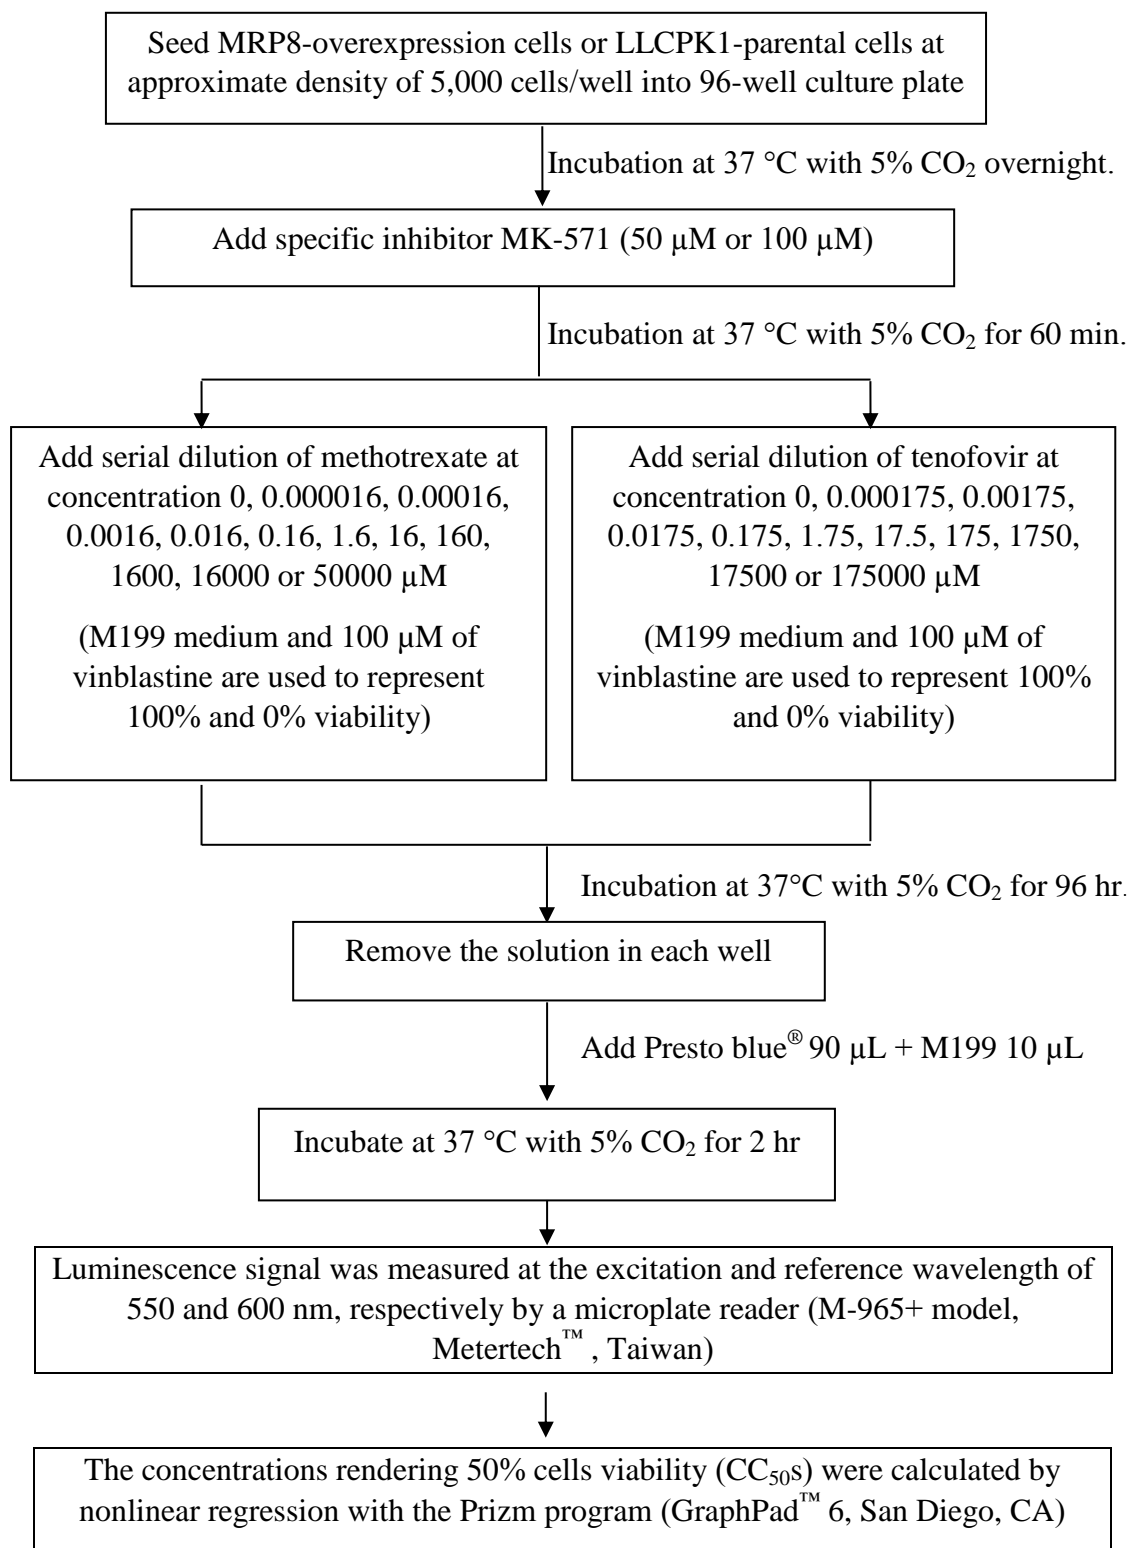 Seed MRP8-overexpression cells or LLCPK1-parental cells at
approximate density of 5,000 cells/well into 96-well culture plate
Incubation at 37 °C with 5% CO₂ overnight.
Add specific inhibitor MK-571 (50 µM or 100 µM)
Incubation at 37 °C with 5% CO₂ for 60 min.
Add serial dilution of methotrexate at
concentration 0, 0.000016, 0.00016,
0.0016, 0.016, 0.16, 1.6, 16, 160,
1600, 16000 or 50000 µM
(M199 medium and 100 µM of
vinblastine are used to represent
100% and 0% viability)
Add serial dilution of tenofovir at
concentration 0, 0.000175, 0.00175,
0.0175, 0.175, 1.75, 17.5, 175, 1750,
17500 or 175000 µM
(M199 medium and 100 µM of
vinblastine are used to represent 100%
and 0% viability)
Incubation at 37°C with 5% CO₂ for 96 hr.
Remove the solution in each well
Add Presto blue® 90 µL + M199 10 µL
Incubate at 37 °C with 5% CO₂ for 2 hr
Luminescence signal was measured at the excitation and reference wavelength of
550 and 600 nm, respectively by a microplate reader (M-965+ model,
Metertech™ , Taiwan)
The concentrations rendering 50% cells viability (CC₅₀s) were calculated by
nonlinear regression with the Prizm program (GraphPad™ 6, San Diego, CA)